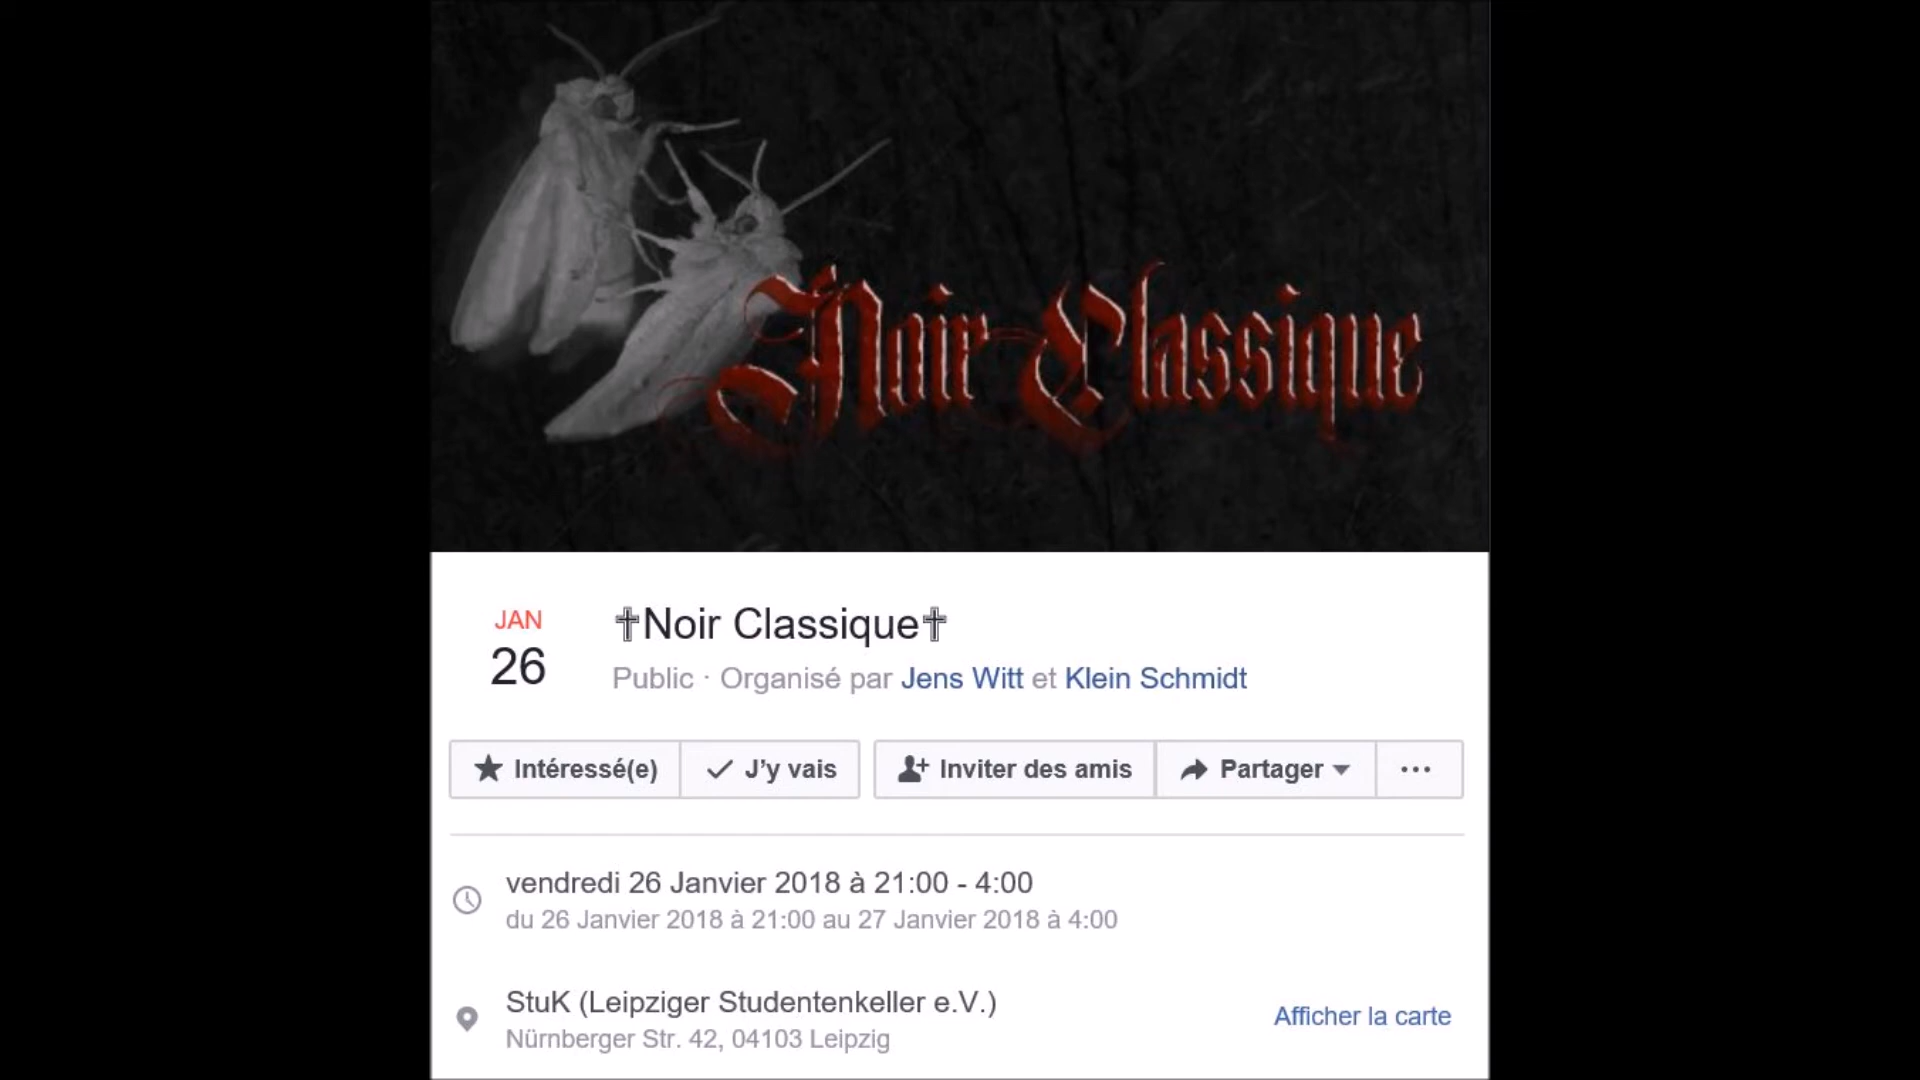 Noir Classique
JAN
26
✝Noir Classique✝
Public · Organisé par Jens Witt et Klein Schmidt
Intéressé(e)
J’y vais
Inviter des amis
Partager
vendredi 26 Janvier 2018 à 21:00 - 4:00
du 26 Janvier 2018 à 21:00 au 27 Janvier 2018 à 4:00
StuK (Leipziger Studentenkeller e.V.)
Afficher la carte
Nürnberger Str. 42, 04103 Leipzig